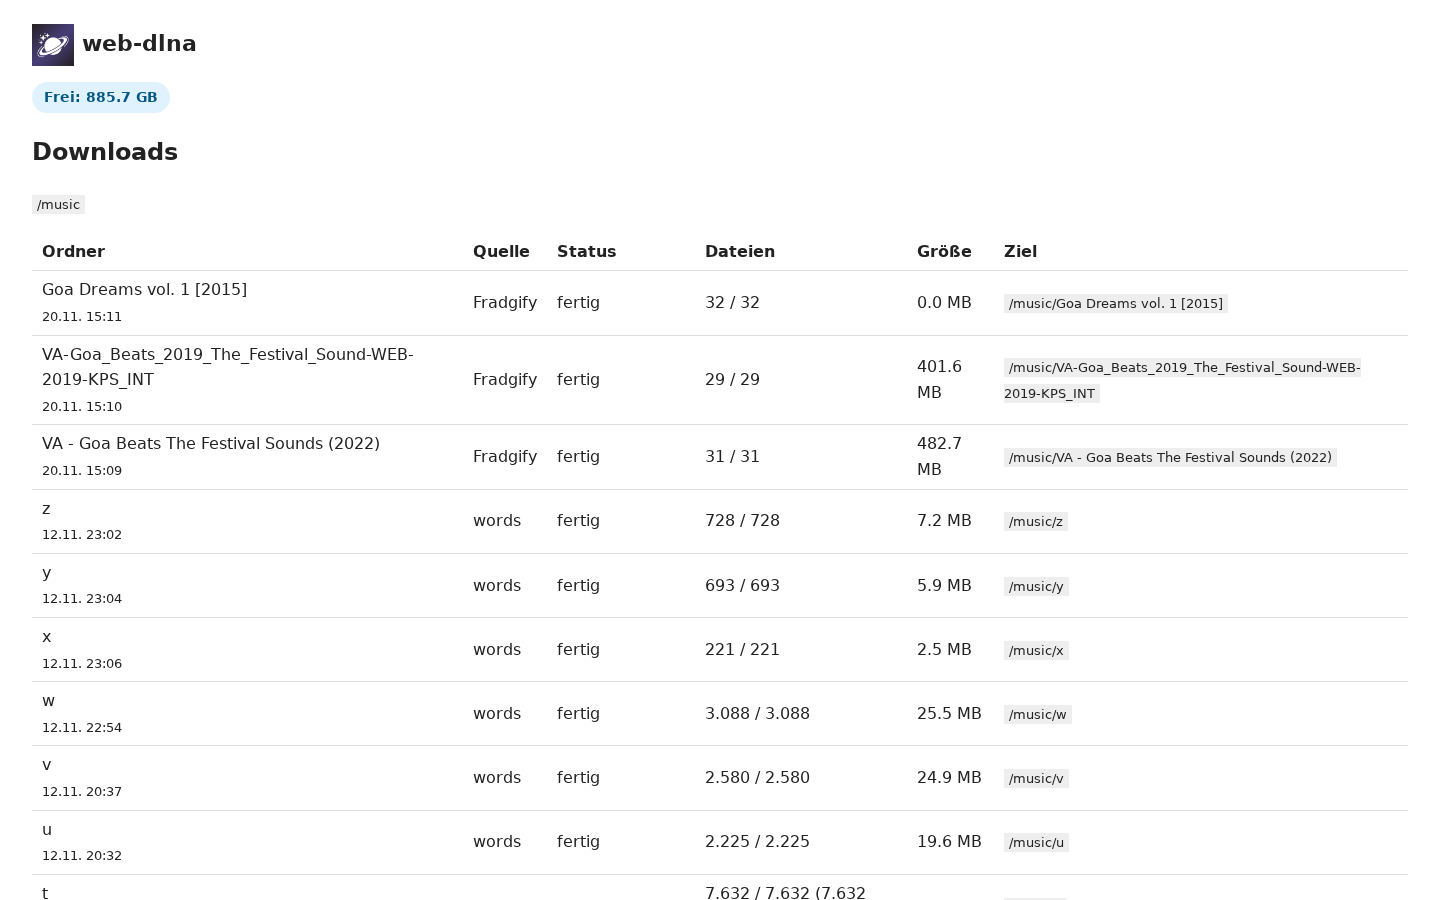 web-dlna
Frei: 885.7 GB
Downloads
/music
Ordner Quelle Status Dateien Größe Ziel
Goa Dreams vol. 1 [2015]
20.11. 15:11
Fradgify fertig 32 / 32 0.0 MB /music/Goa Dreams vol. 1 [2015]
VA-Goa_Beats_2019_The_Festival_Sound-WEB-
2019-KPS_INT
20.11. 15:10
Fradgify fertig 29 / 29
401.6
MB
/music/VA-Goa_Beats_2019_The_Festival_Sound-WEB-
2019-KPS_INT
VA - Goa Beats The Festival Sounds (2022)
20.11. 15:09
Fradgify fertig 31 / 31
482.7
MB
/music/VA - Goa Beats The Festival Sounds (2022)
z
12.11. 23:02
words fertig 728 / 728 7.2 MB /music/z
y
12.11. 23:04
words fertig 693 / 693 5.9 MB /music/y
x
12.11. 23:06
words fertig 221 / 221 2.5 MB /music/x
w
12.11. 22:54
words fertig 3.088 / 3.088 25.5 MB /music/w
v
12.11. 20:37
words fertig 2.580 / 2.580 24.9 MB /music/v
u
12.11. 20:32
words fertig 2.225 / 2.225 19.6 MB /music/u
t
7.632 / 7.632 (7.632